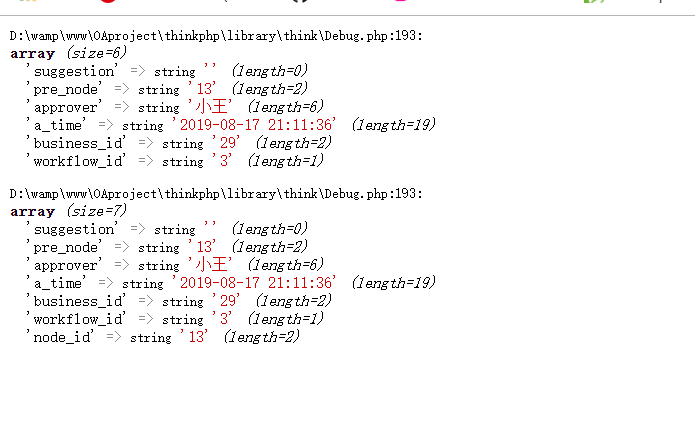 D:\wamp\www\OAproject\thinkphp\library\think\Debug.php:193:
array (size=6)
'suggestion' => string '' (length=0)
'pre_node' => string '13' (length=2)
'approver' => string '小王' (length=6)
'a_time' => string '2019-08-17 21:11:36' (length=19)
'business_id' => string '29' (length=2)
'workflow_id' => string '3' (length=1)
D:\wamp\www\OAproject\thinkphp\library\think\Debug.php:193:
array (size=7)
'suggestion' => string '' (length=0)
'pre_node' => string '13' (length=2)
'approver' => string '小王' (length=6)
'a_time' => string '2019-08-17 21:11:36' (length=19)
'business_id' => string '29' (length=2)
'workflow_id' => string '3' (length=1)
'node_id' => string '13' (length=2)